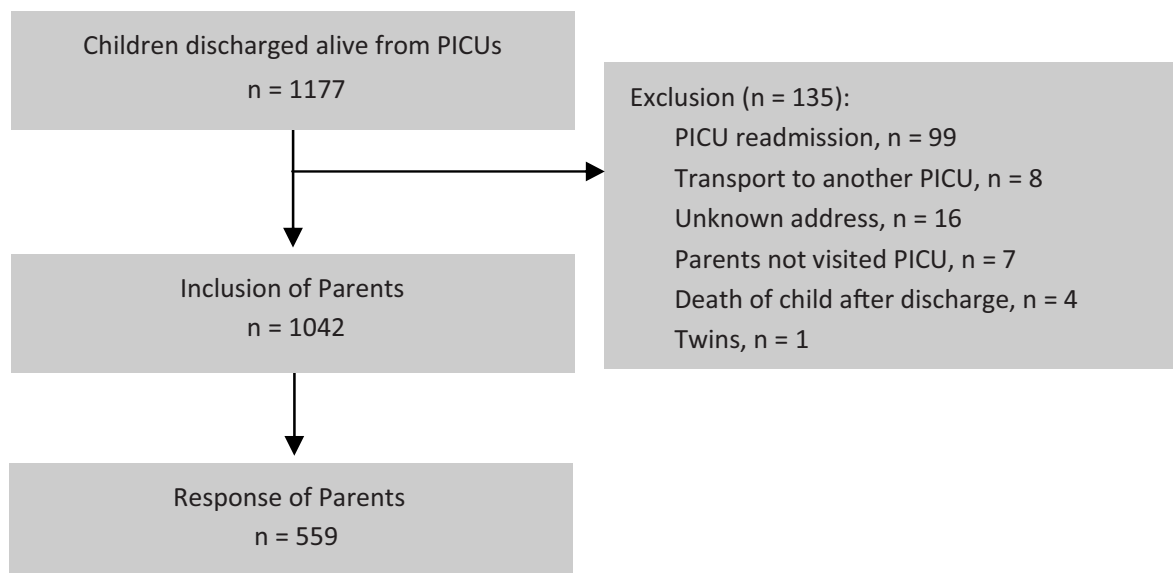 Children discharged alive from PICUs
n = 1177
Exclusion (n = 135):
PICU readmission, n = 99
Transport to another PICU, n = 8
Unknown address, n = 16
Parents not visited PICU, n = 7
Death of child after discharge, n = 4
Twins, n = 1
Inclusion of Parents
n = 1042
Response of Parents
n = 559